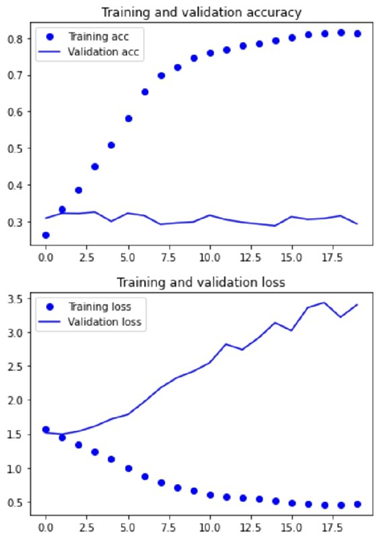 Training and validation accuracy
Training acc
Validation acc
0.8
0.7
0.6
0.5
0.4
0.3
0.0 2.5 5.0 7.5 10.0 12.5 15.0 17.5
Training and validation loss
Training loss
Validation loss
3.5
3.0
2.5
2.0
1.5
1.0
0.5
0.0 2.5 5.0 7.5 10.0 12.5 15.0 17.5